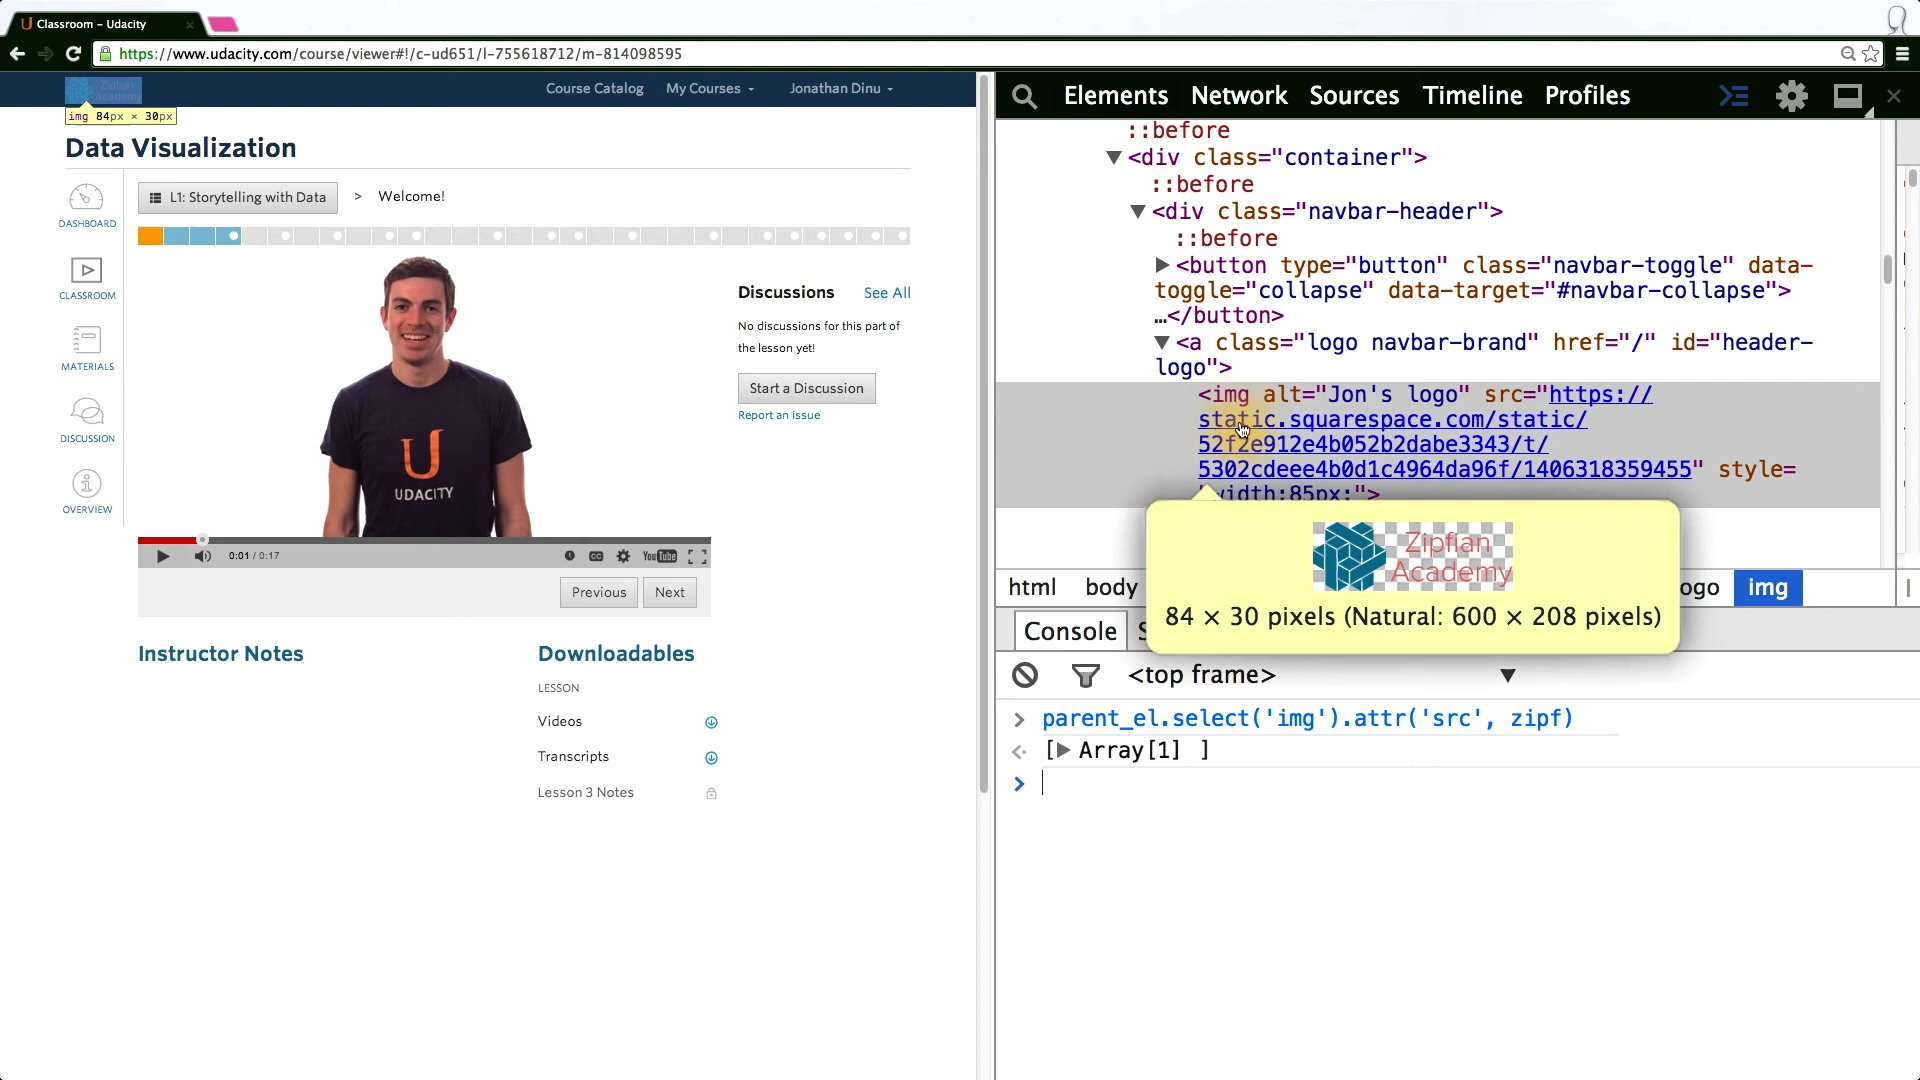 Classroom – Udacity
https://www.udacity.com/course/viewer#!/c-ud651/l-755618712/m-814098595
Zipfian
Academy
Course Catalog My Courses Jonathan Dinu
img 84px × 30px
Data Visualization
L1: Storytelling with Data > Welcome!
DASHBOARD
CLASSROOM
MATERIALS
DISCUSSION
OVERVIEW
Discussions See All
No discussions for this part of
the lesson yet!
Start a Discussion
Report an issue
U
UDACITY
0:01 / 0:17 CC YouTube
Previous Next
Instructor Notes
Downloadables
LESSON
Videos
Transcripts
Lesson 3 Notes
Elements Network Sources Timeline Profiles
::before
<div class="container">
::before
<div class="navbar-header">
::before
<button type="button" class="navbar-toggle" data-
toggle="collapse" data-target="#navbar-collapse">
…</button>
<a class="logo navbar-brand" href="/" id="header-
logo">
<img alt="Jon's logo" src="https://
static.squarespace.com/static/
52f2e912e4b052b2dabe3343/t/
5302cdeee4b0d1c4964da96f/1406318359455" style=
"width:85px;">
Zipfian
Academy
84 × 30 pixels (Natural: 600 × 208 pixels)
html body ogo img
Console S
<top frame>
> parent_el.select('img').attr('src', zipf)
[▶ Array[1] ]
>